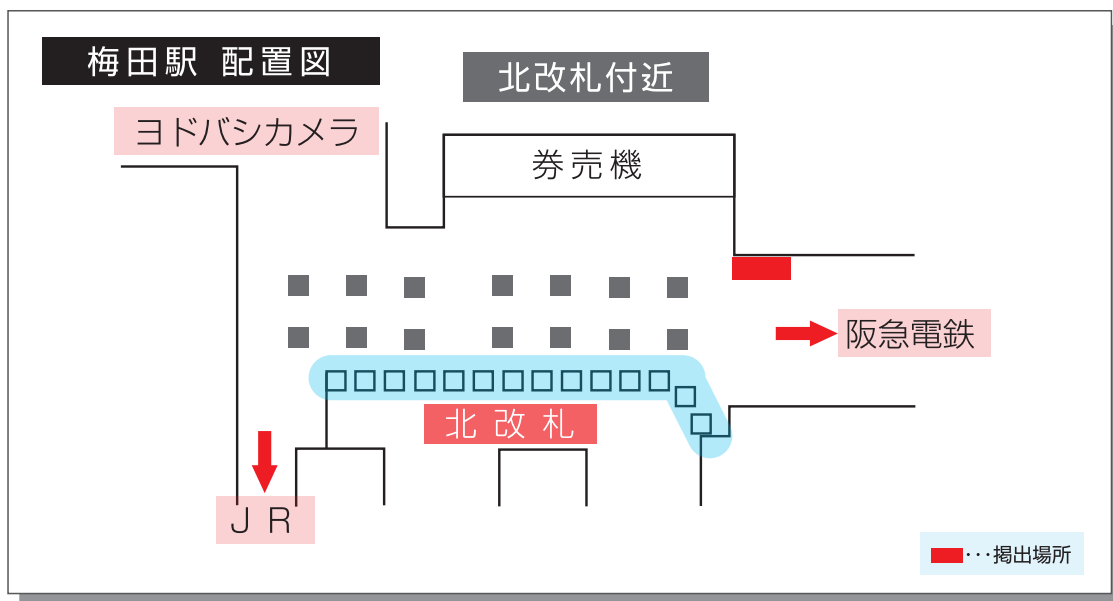 梅田駅 配置図
北改札付近
ヨドバシカメラ
券売機
阪急電鉄
北改札
JR
･･･掲出場所